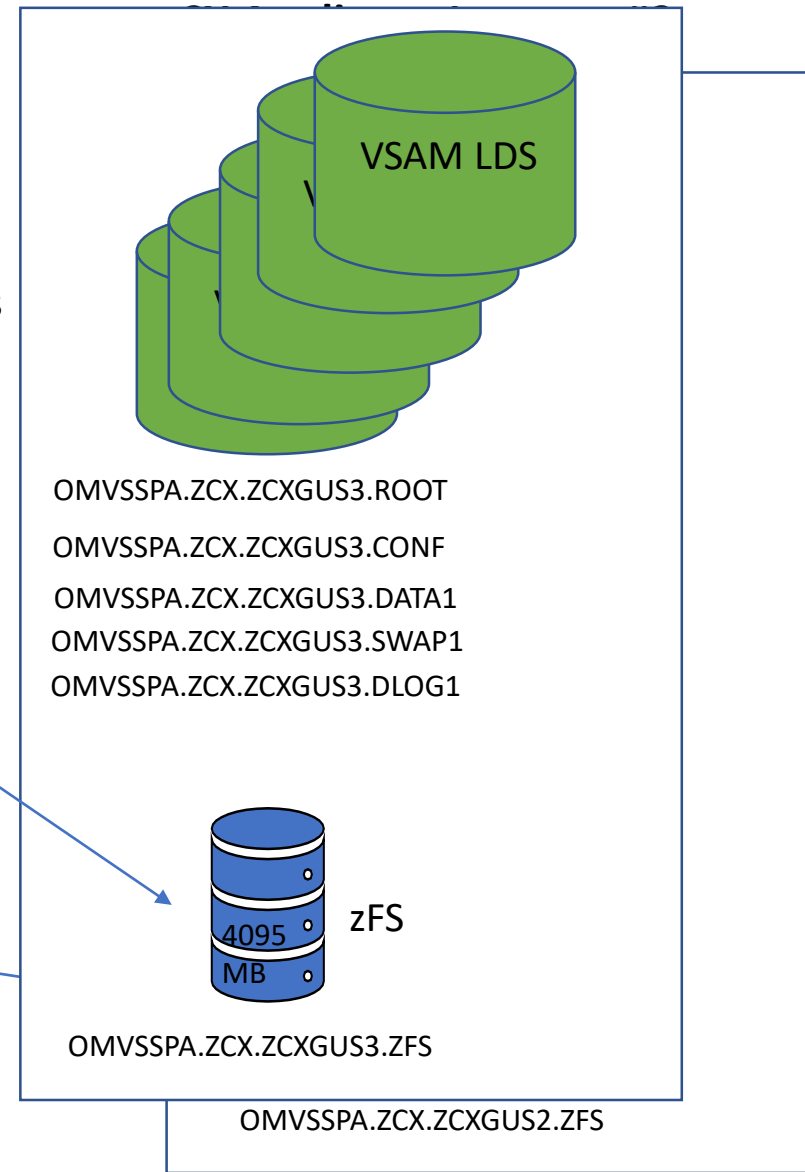 VSAM LDS
OMVSSPA.ZCX.ZCXGUS3.ROOT
OMVSSPA.ZCX.ZCXGUS3.CONF
OMVSSPA.ZCX.ZCXGUS3.DATA1
OMVSSPA.ZCX.ZCXGUS3.SWAP1
OMVSSPA.ZCX.ZCXGUS3.DLOG1
zFS
4095
MB
OMVSSPA.ZCX.ZCXGUS3.ZFS
OMVSSPA.ZCX.ZCXGUS2.ZFS